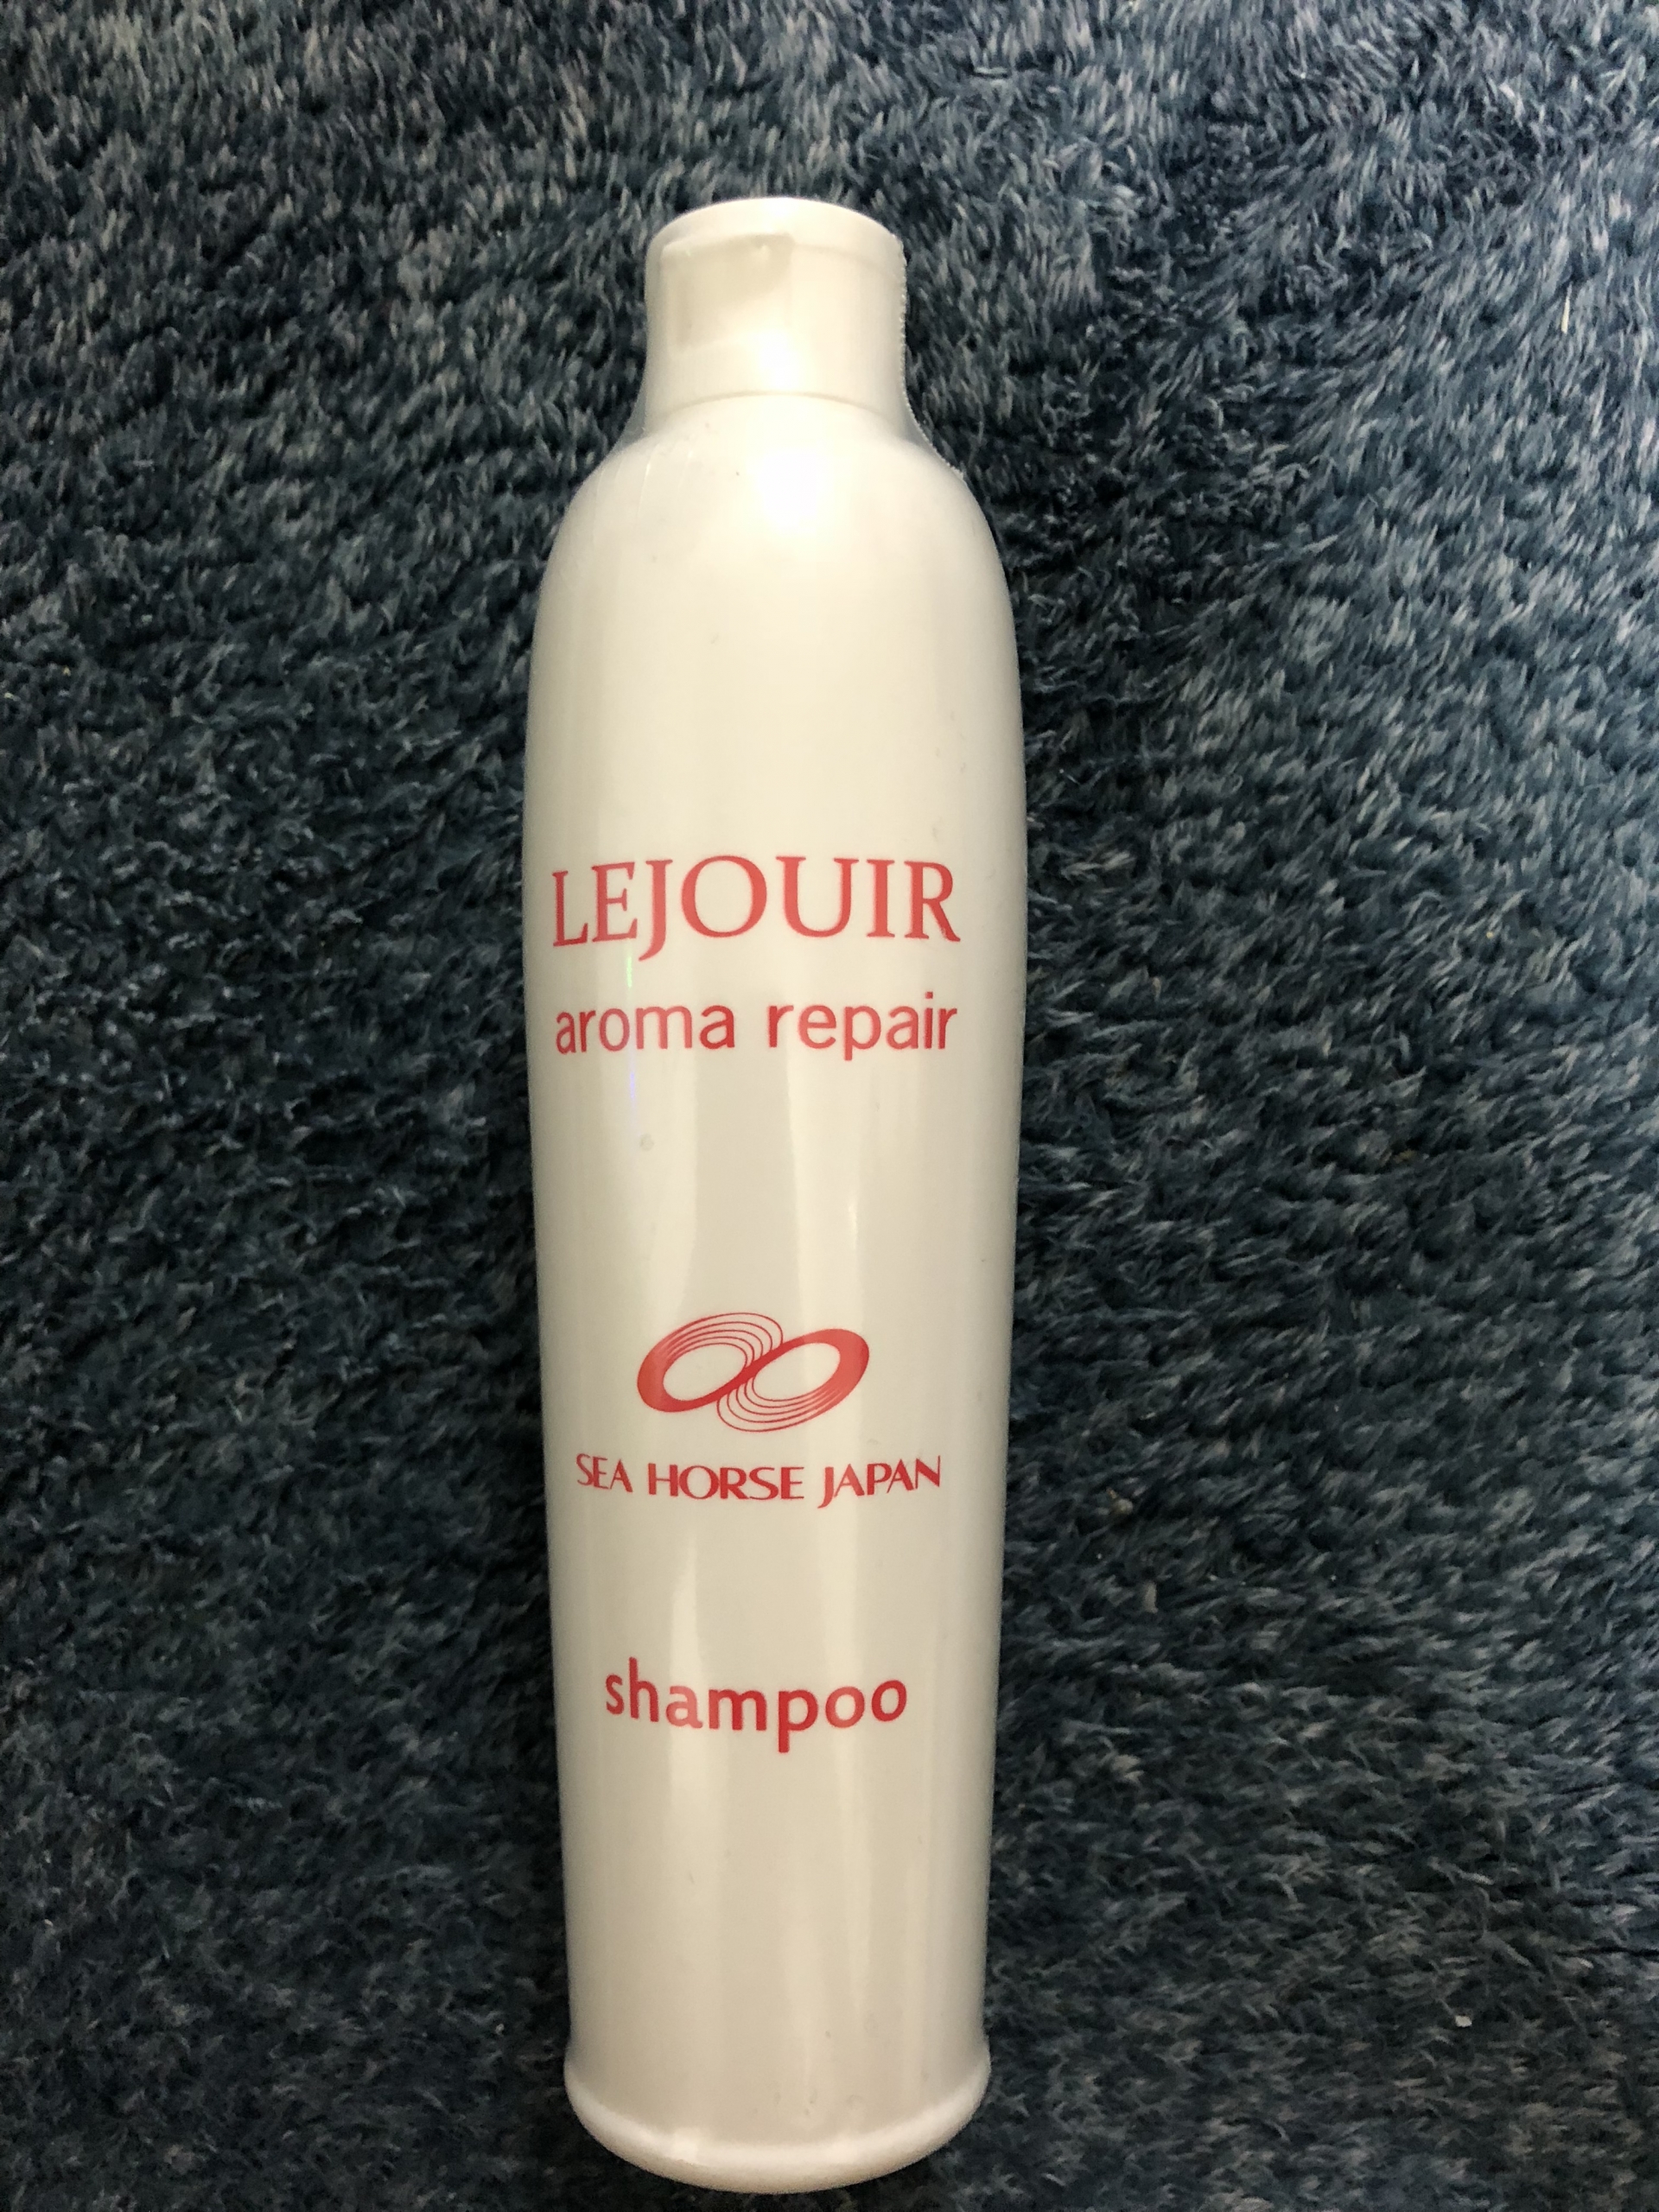 LEJOUIR
aroma repair
SEA HORSE JAPAN
shampoo